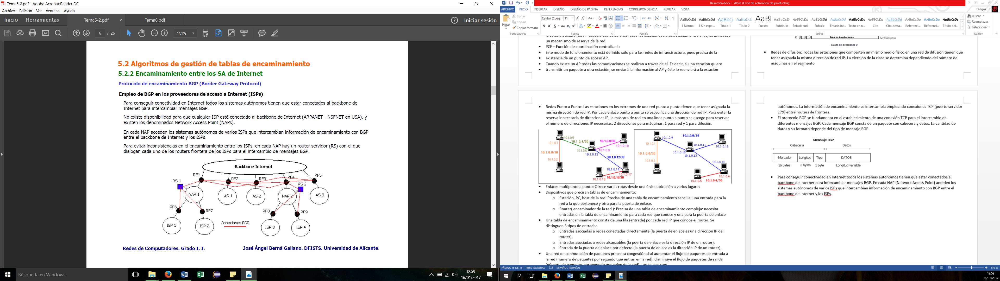 Tema5-2.pdf - Adobe Acrobat Reader DC
Archivo Edición Ver Ventana Ayuda
Inicio Herramientas Tema5-2.pdf × Tema6.pdf Iniciar sesión
6 / 26 77,1%
5.2 Algoritmos de gestión de tablas de encaminamiento
5.2.2 Encaminamiento entre los SA de Internet
Protocolo de encaminamiento BGP (Border Gateway Protocol)
Empleo de BGP en los proveedores de acceso a Internet (ISPs)
Para conseguir conectividad en Internet todos los sistemas autónomos tienen que estar conectados al backbone de
Internet para intercambiar mensajes BGP.
No existe disponibilidad para que cualquier ISP esté conectado al backbone de Internet (ARPANET - NSFNET en USA), y
existen los denominados Network Access Point (NAPs).
En cada NAP acceden los sistemas autónomos de varios ISPs que intercambian información de encaminamiento con BGP
entre el backbone de Internet y los ISPs.
Para evitar inconsistencias en el encaminamiento entre los ISPs, en cada NAP hay un router servidor (RS) con el que
dialogan cada uno de los routers frontera de los ISPs para el intercambio de mensajes BGP.
Backbone Internet
RF1 RF2 RF3 RF4 RF5
RS 1 RS 2
NAP 1 AS 1 AS 2 NAP 2 AS 3
RF6 RF7 RF8 RF9
ISP 1 ISP 2 Conexiones BGP ISP 3 ISP 4
Redes de Computadores. Grado I. I. José Ángel Berná Galiano. DFISTS. Universidad de Alicante.
Búsqueda en Windows
12:59
16/01/2017
Resumen.docx - Word (Error de activación de productos)
ARCHIVO INICIO INSERTAR DISEÑO DISEÑO DE PÁGINA REFERENCIAS CORRESPONDENCIA REVISAR VISTA Diegus .
Cortar
Copiar
Copiar formato
Pegar
Portapapeles
Calibri (Cuerp 11
N K S abc x₂ x²
Fuente
Párrafo
AaBbCcDd AaBbCcDd AaBbCc AaBbCcC AaBl AaBbCcD AaBbCcDd AaBbCcDd AaBbCcDd AaBbCcDc AaBbCcDd AaBbCcDd AaBbCcDd AaBbCcDd AaBbCcDc
¶ Normal ¶ Sin espa... Título 1 Título 2 Puesto Subtítulo Énfasis sutil Énfasis Énfasis int... Texto en n... Cita Cita desta... Referenci... Referenci... Título del...
Estilos
Buscar
Reemplazar
Seleccionar
Edición
la estación oculta (un AP detecta dos estaciones, pero las estaciones no se detectan entre ellas) se introduce
un mecanismo de reserva de la red.
• PCF – Función de coordinación centralizada
• Este modo de funcionamiento está definido sólo para las redes de infraestructura, pues precisa de la
• existencia de un punto de acceso AP.
• Cuando existe un AP todas las comunicaciones se realizan a través de él. Es decir, si una estación quiere
• transmitir un paquete a otra estación, se enviará la información al AP y éste lo reenviará a la estación
E 1 1 1 1 0 Futuras Ampliaciones 247.255.255.255
Clases de direcciones IP
• Redes de difusión: Todas las estaciones que comparten un mismo medio físico en una red de difusión tienen que
tener asignada la misma dirección de red IP. La elección de la clase se determina dependiendo del número de
máquinas en el segmento
• Redes Punto a Punto: Las estaciones en los extremos de una red punto a punto tienen que tener asignada la
misma dirección de red IP. Por cada enlace punto a punto se especifica una dirección de red IP. Para evitar la
reserva innecesaria de direcciones IP, la máscara de red en una línea punto a punto se escoge para reservar
el número de direcciones IP necesarias: 2 direcciones para máquinas, 1 para red y 1 para difusión.
10.1.0.5
10.1.0.4/30
10.1.0.8/30
10.1.0.1
10.1.0.10
10.1.0.6
10.1.0.9
10.1.0.0/30
10.1.0.13
10.1.0.12/30
10.1.0.2
10.1.0.14
10.1.0.17
10.1.0.18
10.1.0.16/30
10.1.0.8/29
10.1.0.9
10.1.0.1
10.1.0.11
10.1.0.12
10.1.0.10
10.1.0.0/30
10.1.0.13
10.1.0.2
10.1.0.14
10.1.0.6
10.1.0.5
10.1.0.4/30
• Enlaces multipunto a punto: Ofrece varias rutas desde una única ubicación a varios lugares
• Dispositivos que precisan tablas de encaminamiento:
o Estación, PC, host de la red: Precisa de una tabla de encaminamiento sencilla: una entrada para la
red a la que pertenece y otra para la puerta de enlace.
o Router( encaminador de la red ): Precisa de una tabla de encaminamiento compleja: necesita
entradas en la tabla de encaminamiento para cada red que conoce y una para la puerta de enlace
• Una tabla de encaminamiento consta de una fila (entrada) por cada red IP que conoce el router. Se
distinguen 3 tipos de entrada:
o Entradas asociadas a redes conectadas directamente (la puerta de enlace es una dirección IP del
router).
o Entradas asociadas a redes alcanzables (la puerta de enlace es la dirección IP de un router).
o Entrada de la puerta de enlace por defecto (la puerta de enlace es la dirección IP de un router).
• Una red de conmutación de paquetes presenta congestión si al aumentar el flujo de paquetes de entrada a
la red (número de paquetes por segundo que entran en la red), disminuye el flujo de paquetes de salida
(número de paquetes por segundo que salen de la red). Las causas son:
autónomos. La información de encaminamiento se intercambia empleando conexiones TCP (puerto servidor
179) entre routers de frontera.
• El protocolo BGP se fundamenta en el establecimiento de una conexión TCP para el intercambio de
diferentes mensajes BGP. Cada mensaje BGP consta de un paquete con cabecera y datos. La cantidad de
datos y su formato depende del tipo de mensaje BGP.
Mensaje BGP
Cabecera Datos
Marcador Longitud Tipo DATOS
16 bytes 2 bytes 1 byte Longitud variable
• Para conseguir conectividad en Internet todos los sistemas autónomos tienen que estar conectados al
backbone de Internet para intercambiar mensajes BGP. En cada NAP (Network Access Point) acceden los
sistemas autónomos de varios ISPs que intercambian información de encaminamiento con BGP entre el
backbone de Internet y los ISPs.
PÁGINA 16 DE 16 4669 PALABRAS ESPAÑOL (ESPAÑA) 110 %
12:59
16/01/2017